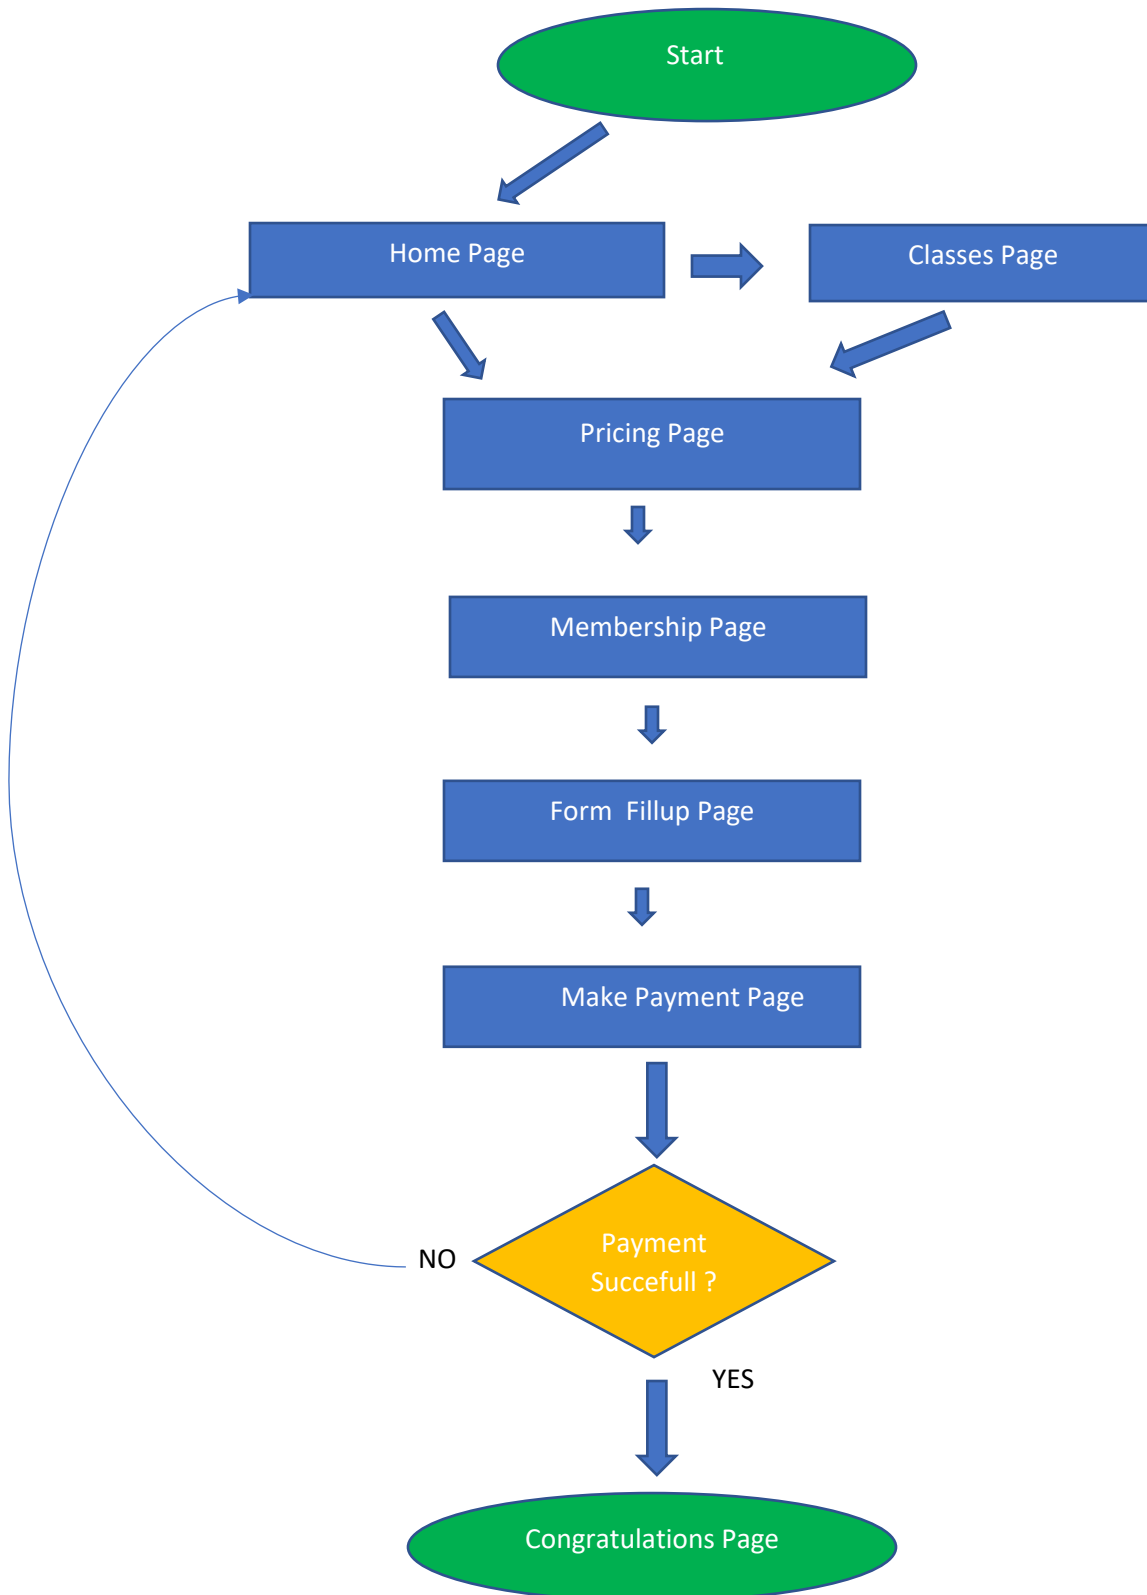 Start
Home Page
Classes Page
Pricing Page
Membership Page
Form  Fillup Page
Make Payment Page
Payment
Succefull ?
NO
YES
Congratulations Page